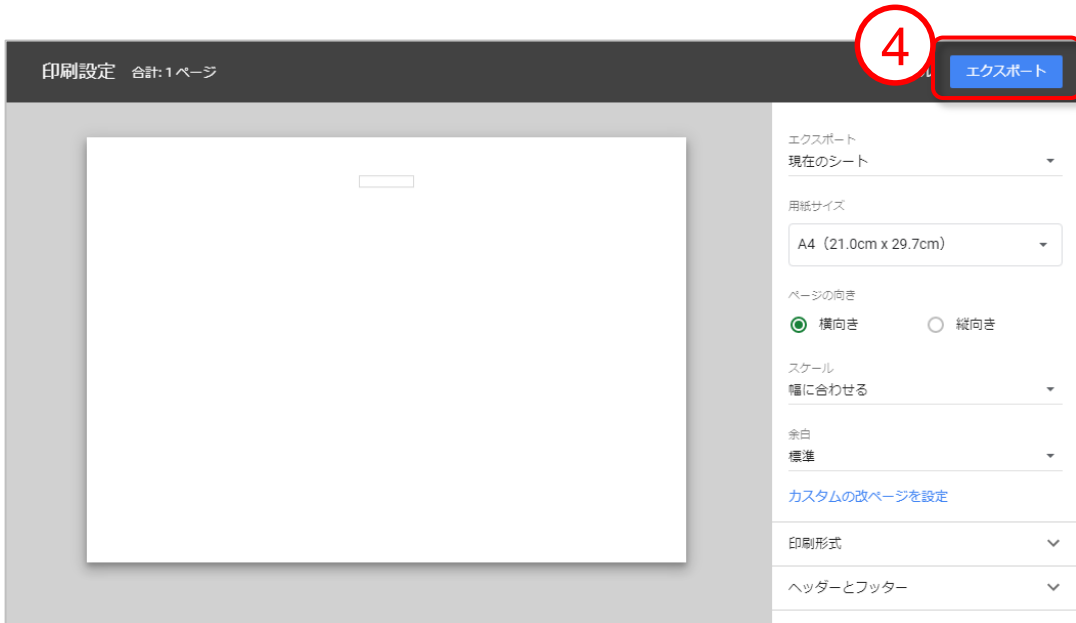 4
印刷設定 合計: 1 ページ
ル
エクスポート
エクスポート
現在のシート
用紙サイズ
A4（21.0cm x 29.7cm）
ページの向き
横向き
縦向き
スケール
幅に合わせる
余白
標準
カスタムの改ページを設定
印刷形式
ヘッダーとフッター